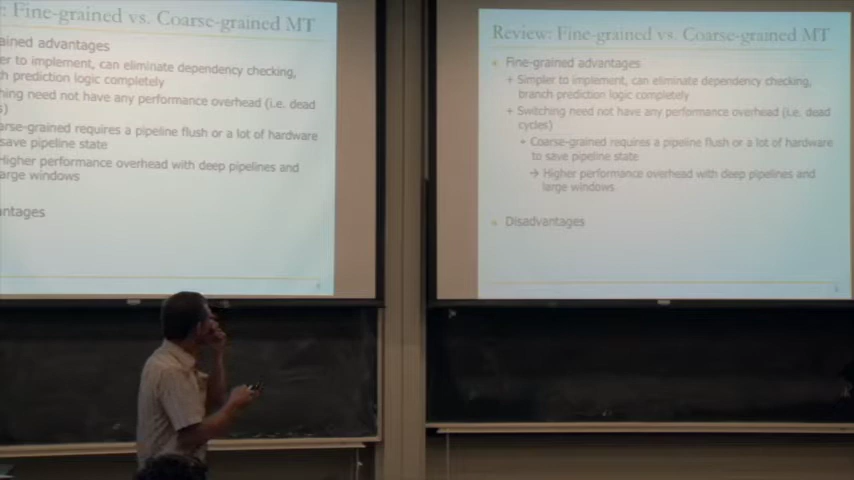 : Fine-grained vs. Coarse-grained MT
ained advantages
er to implement, can eliminate dependency checking,
h prediction logic completely
hing need not have any performance overhead (i.e. dead
s)
arse-grained requires a pipeline flush or a lot of hardware
save pipeline state
Higher performance overhead with deep pipelines and
arge windows
ntages
Review: Fine-grained vs. Coarse-grained MT
Fine-grained advantages
+ Simpler to implement, can eliminate dependency checking,
branch prediction logic completely
+ Switching need not have any performance overhead (i.e. dead
cycles)
+ Coarse-grained requires a pipeline flush or a lot of hardware
to save pipeline state
→ Higher performance overhead with deep pipelines and
large windows
Disadvantages